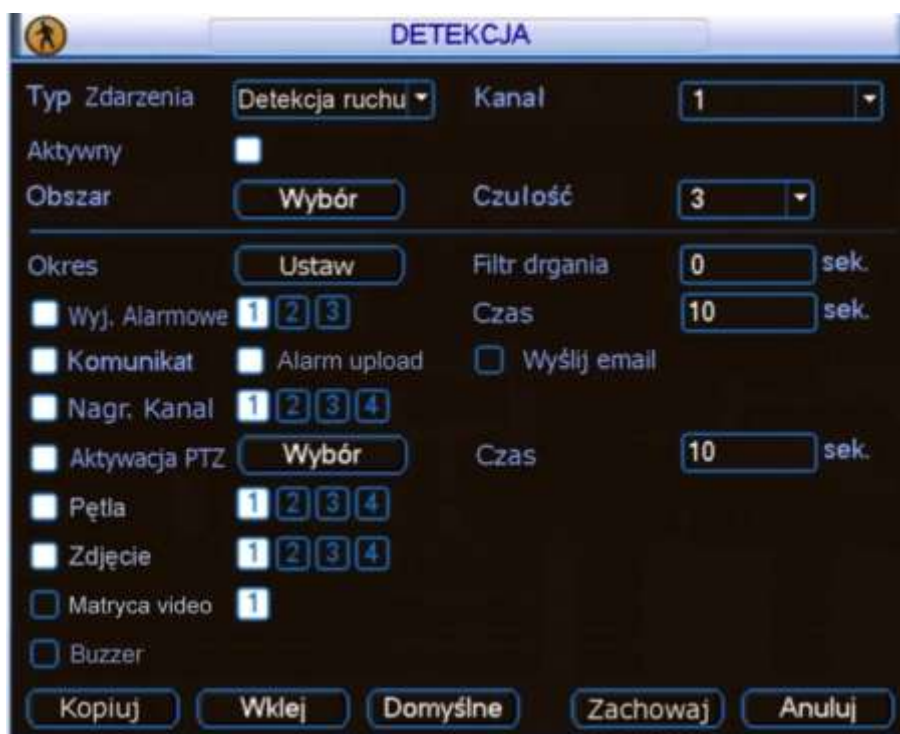 DETEKCJA
Typ Zdarzenia Detekcja ruchu Kanał 1
Aktywny
Obszar Wybór Czułość 3
Okres Ustaw Filtr drgania 0 sek.
Wyj. Alarmowe 1 2 3 Czas 10 sek.
Komunikat Alarm upload Wyślij email
Nagr. Kanal 1 2 3 4
Aktywacja PTZ Wybór Czas 10 sek.
Pętla 1 2 3 4
Zdjęcie 1 2 3 4
Matryca video 1
Buzzer
Kopiuj Wklej Domyślne Zachowaj Anuluj